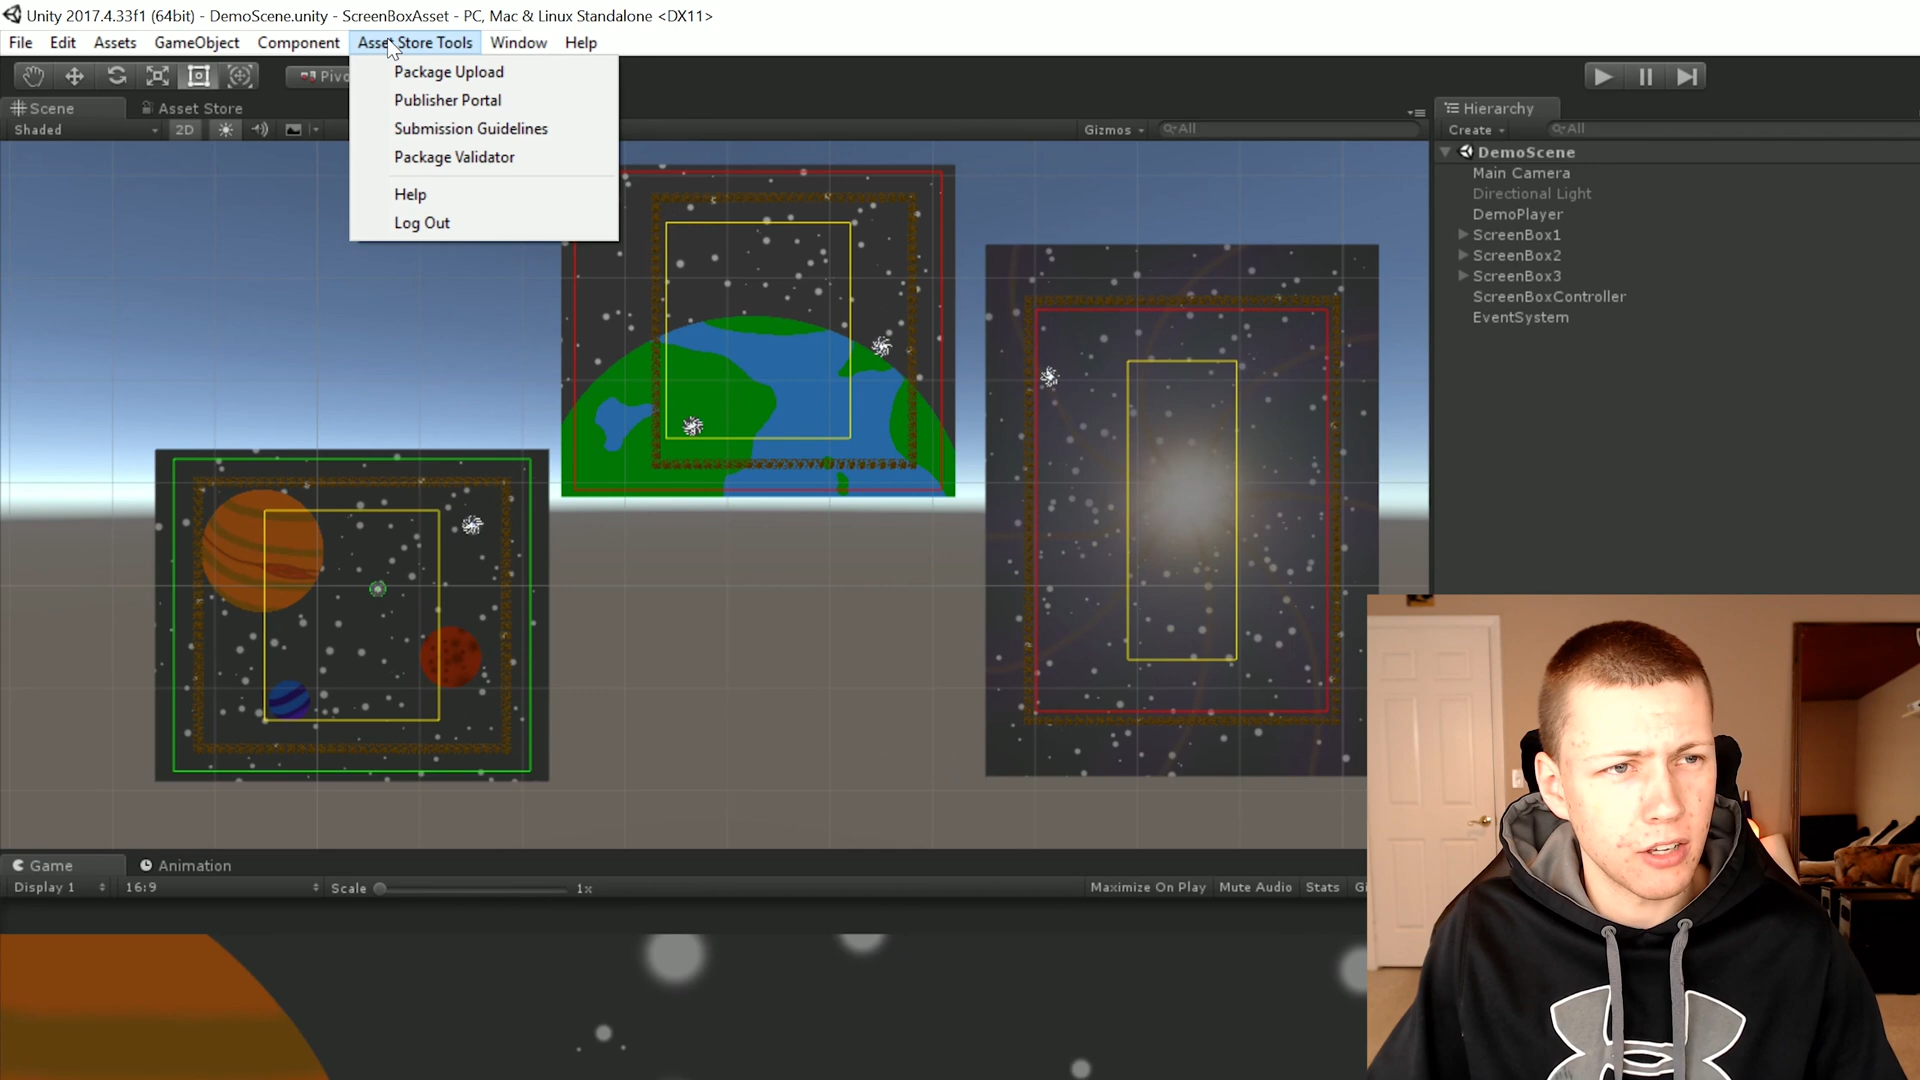 Unity 2017.4.33f1 (64bit) - DemoScene.unity - ScreenBoxAsset - PC, Mac & Linux Standalone <DX11>
File Edit Assets GameObject Component Asset Store Tools Window Help
Package Upload
Publisher Portal
Submission Guidelines
Package Validator
Help
Log Out
Pivo
Scene Asset Store
Shaded 2D Gizmos All
Hierarchy
Create All
DemoScene
Main Camera
Directional Light
DemoPlayer
ScreenBox1
ScreenBox2
ScreenBox3
ScreenBoxController
EventSystem
Game Animation
Display 1 16:9 Scale 1x Maximize On Play Mute Audio Stats Gi